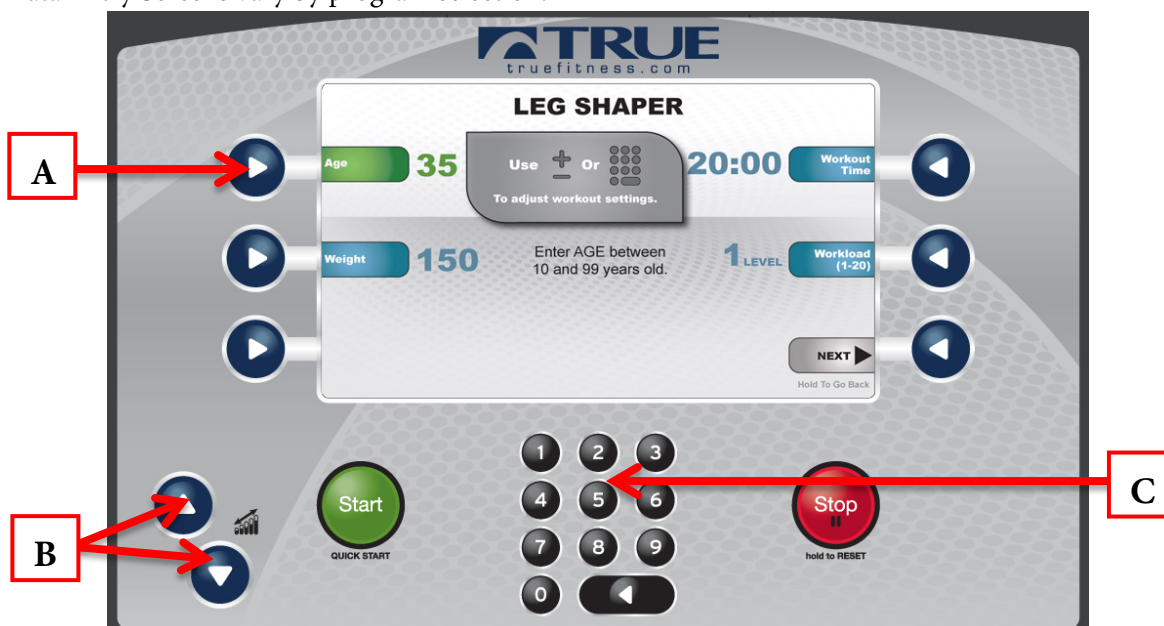 TRUE
truefitness.com
LEG SHAPER
A
Age
35
Use + - Or
To adjust workout settings.
20:00
Workout
Time
Weight
150
Enter AGE between
10 and 99 years old.
1 LEVEL
Workload
(1-20)
NEXT
Hold To Go Back
1 2 3
4 5 6
7 8 9
0
Start
QUICK START
Stop
hold to RESET
B
C